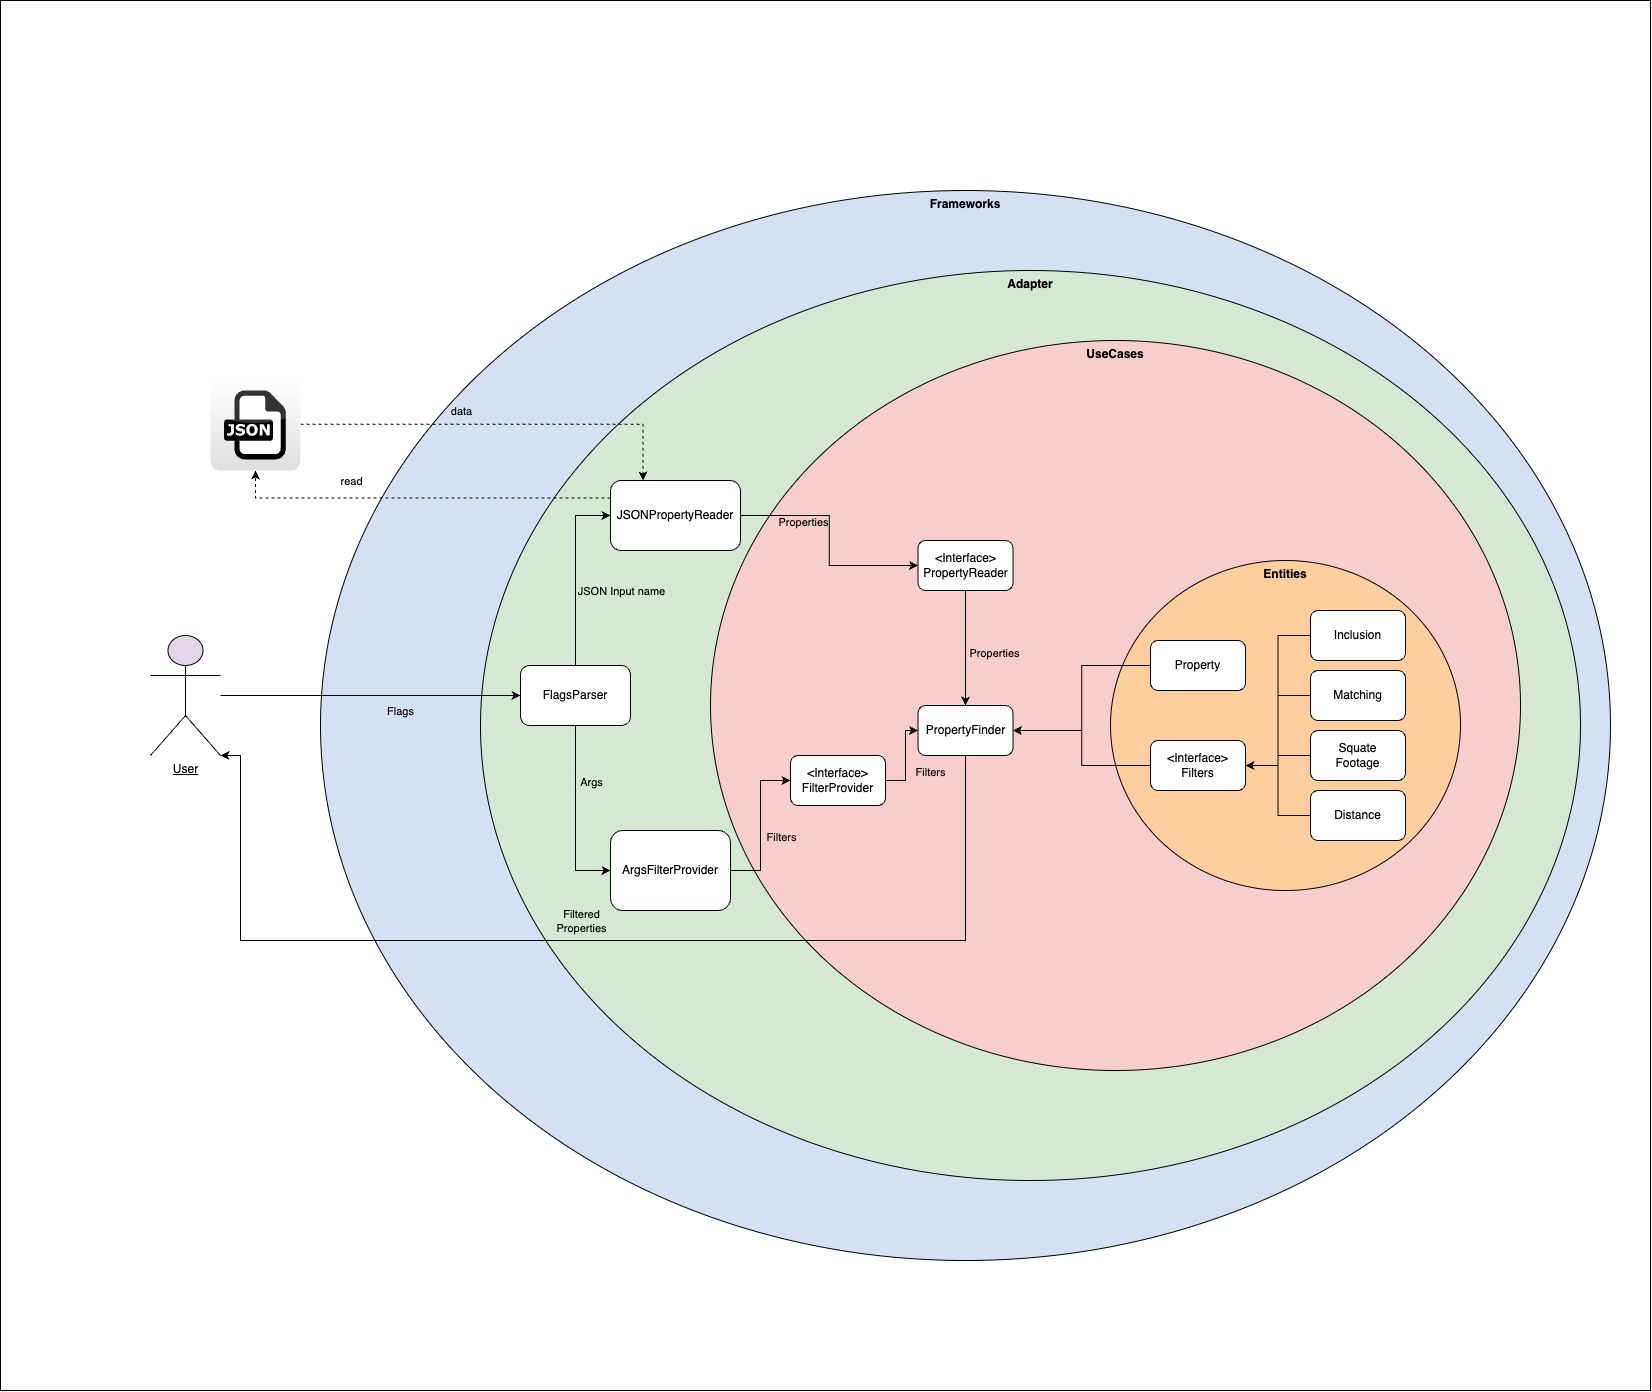 Frameworks
Adapter
UseCases
data
JSON
read
JSONPropertyReader
Properties
<Interface>
PropertyReader
Entities
JSON Input name
Inclusion
Properties
Property
FlagsParser
Matching
Flags
PropertyFinder
Squate
Footage
<Interface>
Filters
User
<Interface>
FilterProvider
Filters
Args
Distance
Filters
ArgsFilterProvider
Filtered
Properties